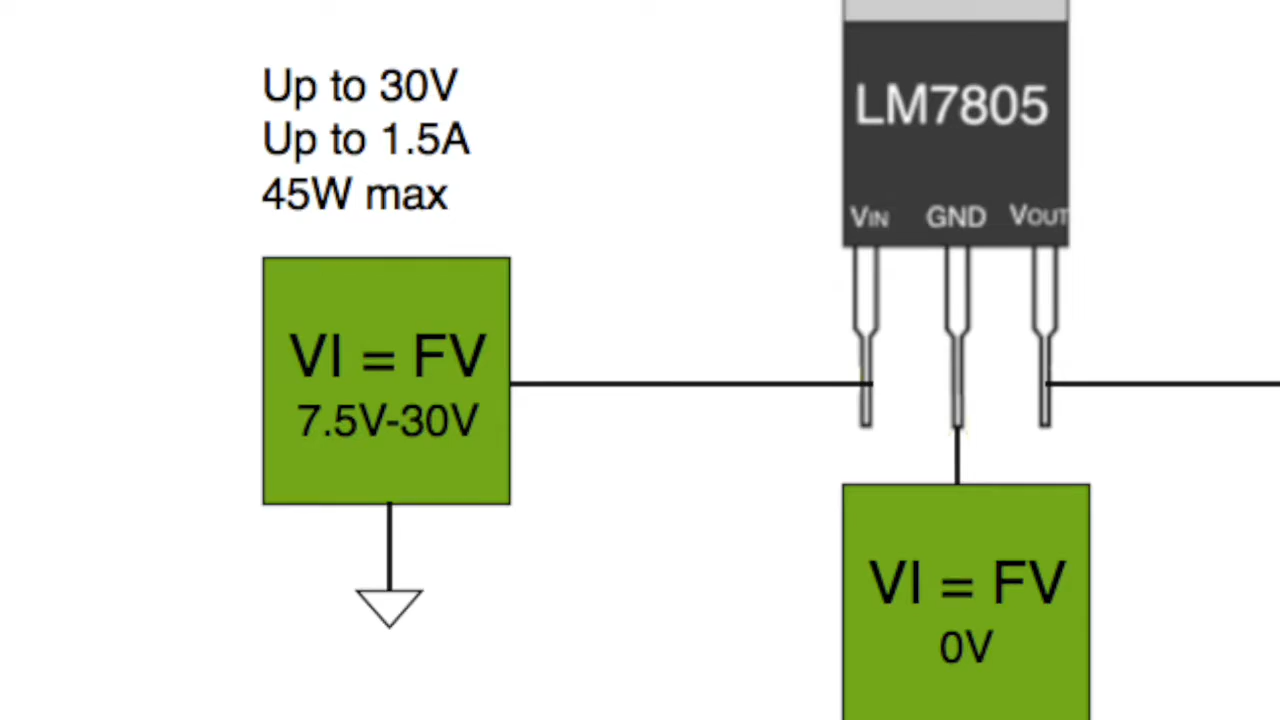 Up to 30V
Up to 1.5A
45W max
LM7805
VIN GND VOUT
VI = FV
7.5V-30V
VI = FV
0V